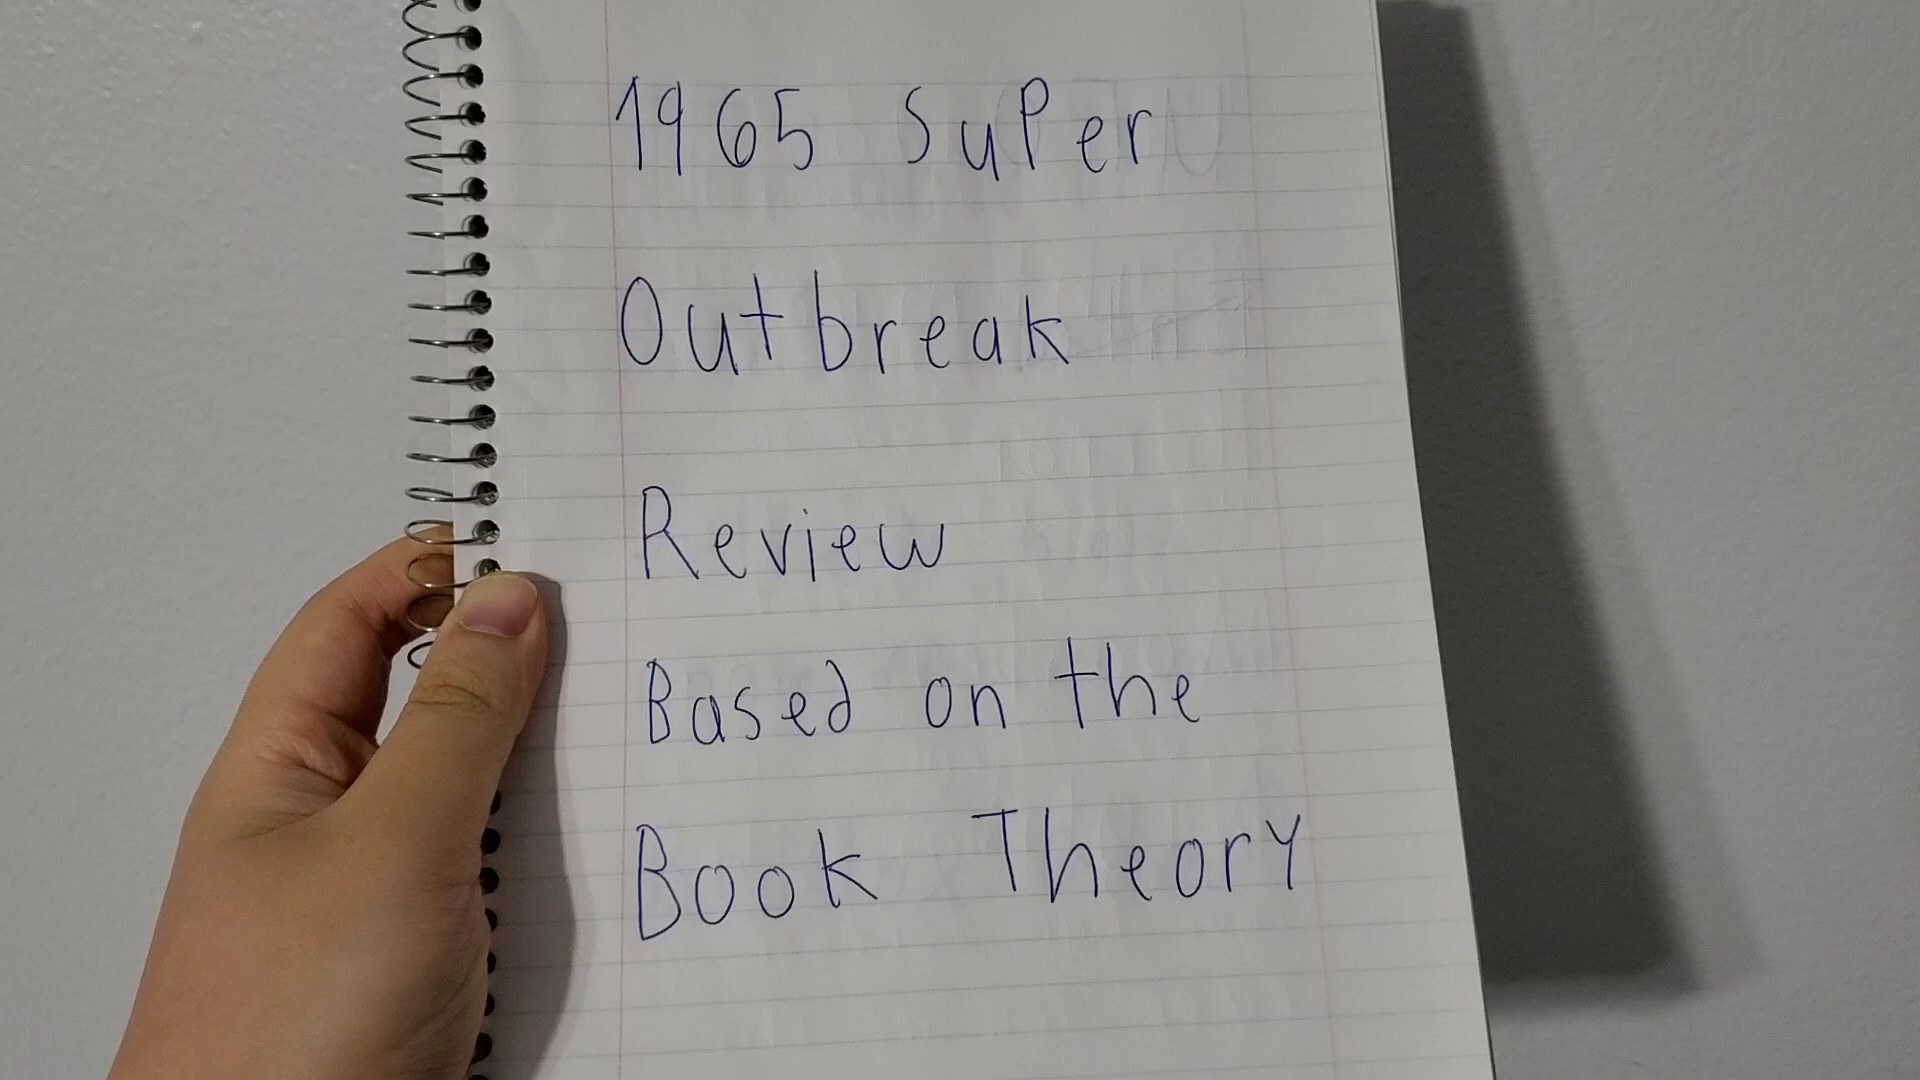 1965 Super
Outbreak
Review
Based on the
Book Theory